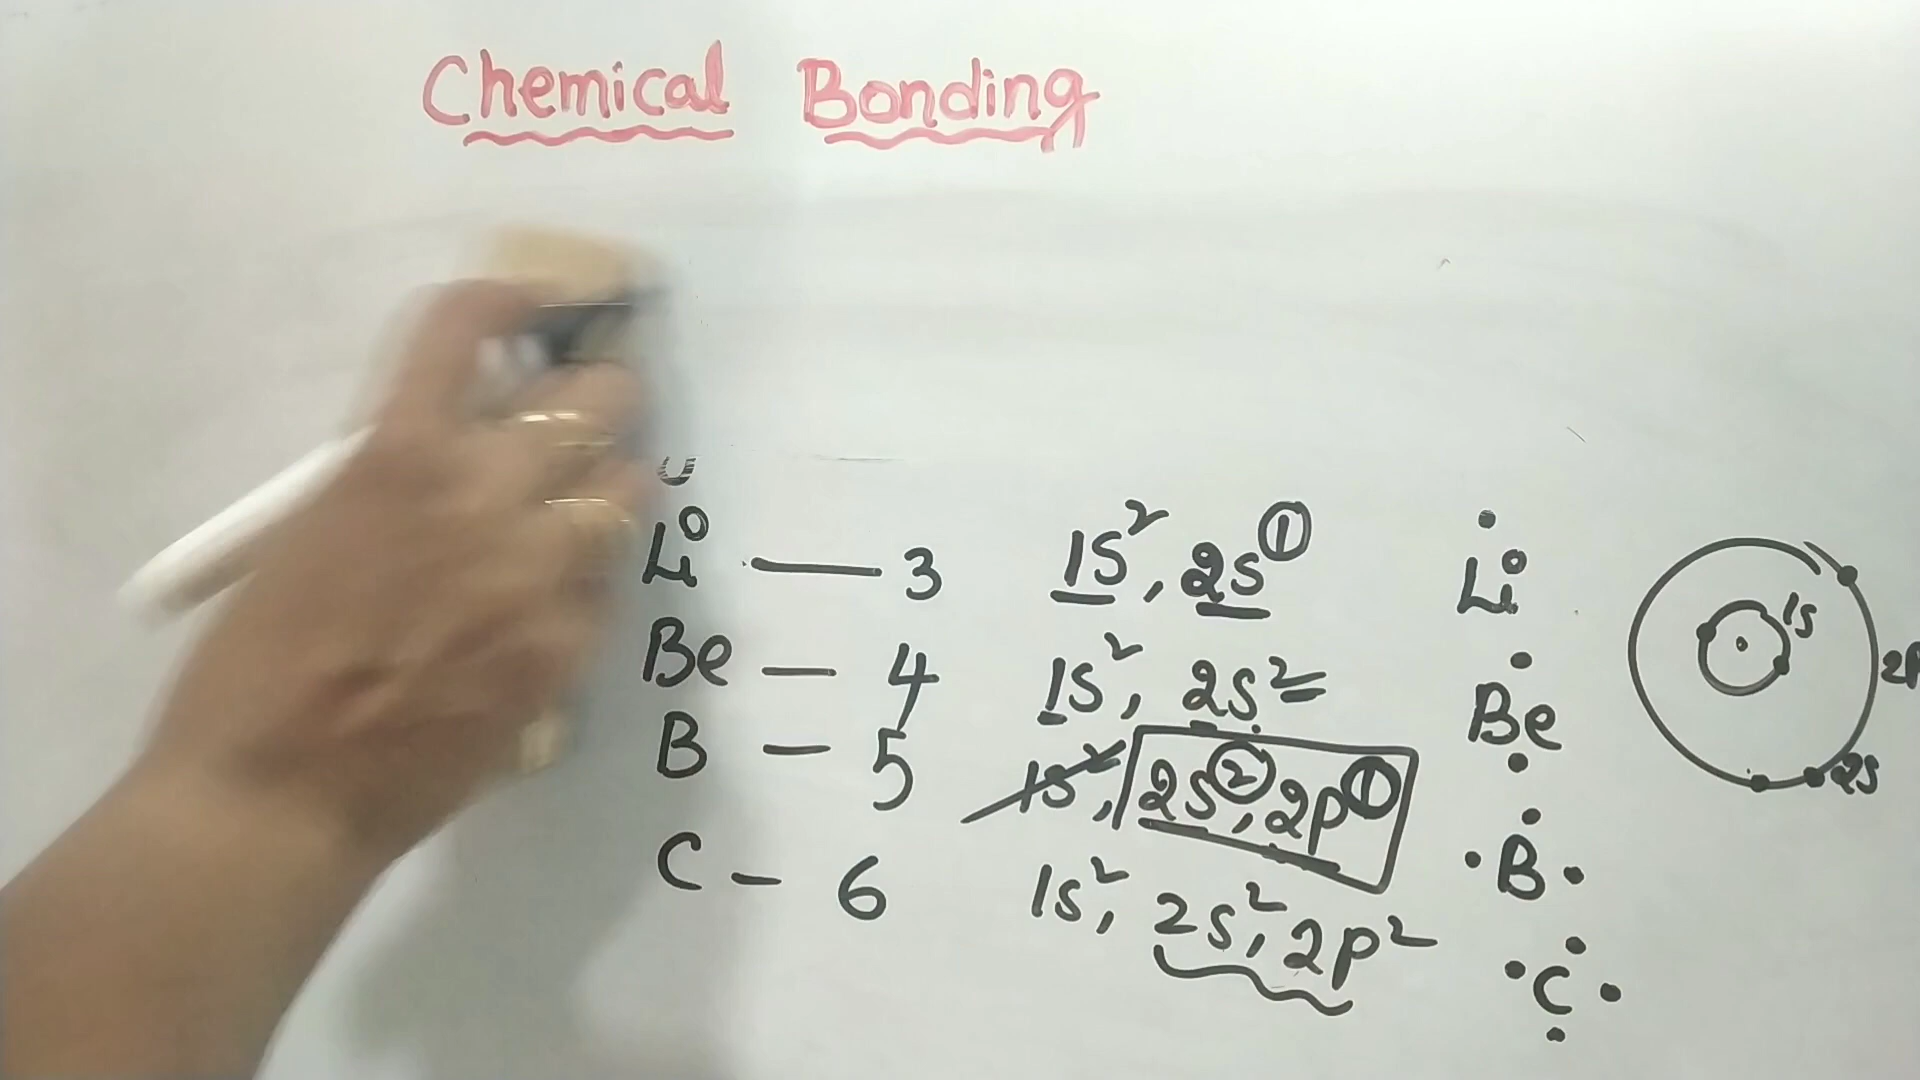 Chemical Bonding
Li — 3 1s², 2s① Li
Be — 4 1s², 2s² Be
B — 5 1s², 2s②, 2p① B
C — 6 1s², 2s², 2p² C
1s
2p
2s